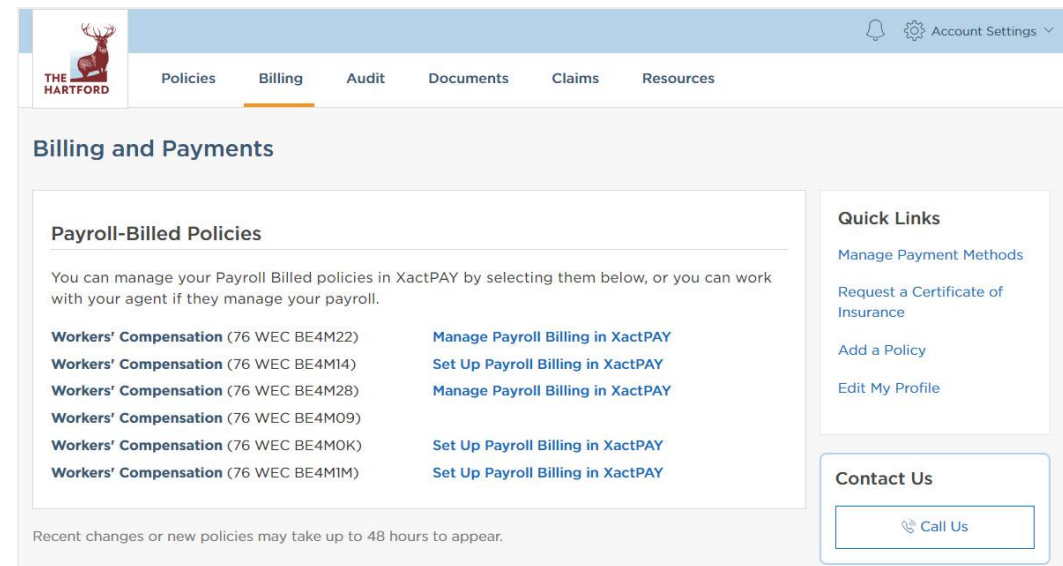 Account Settings
THE
HARTFORD
Policies Billing Audit Documents Claims Resources
Billing and Payments
Payroll-Billed Policies
You can manage your Payroll Billed policies in XactPAY by selecting them below, or you can work
with your agent if they manage your payroll.
Workers' Compensation (76 WEC BE4M22) Manage Payroll Billing in XactPAY
Workers' Compensation (76 WEC BE4M14) Set Up Payroll Billing in XactPAY
Workers' Compensation (76 WEC BE4M28) Manage Payroll Billing in XactPAY
Workers' Compensation (76 WEC BE4M09)
Workers' Compensation (76 WEC BE4M0K) Set Up Payroll Billing in XactPAY
Workers' Compensation (76 WEC BE4M1M) Set Up Payroll Billing in XactPAY
Recent changes or new policies may take up to 48 hours to appear.
Quick Links
Manage Payment Methods
Request a Certificate of
Insurance
Add a Policy
Edit My Profile
Contact Us
Call Us